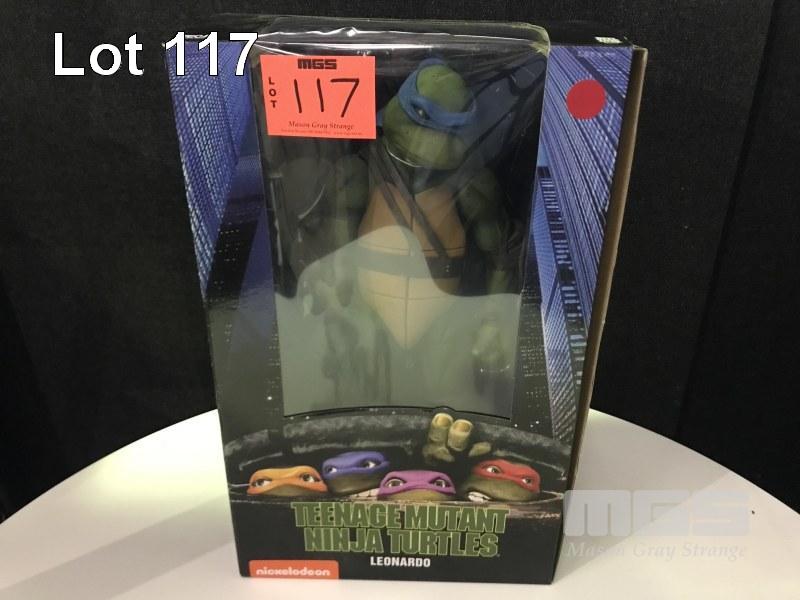 Lot 117
MGS
LOT
117
Mason Gray Strange
TEENAGE MUTANT
NINJA TURTLES
LEONARDO
nickelodeon
MGS
Mason Gray Strange